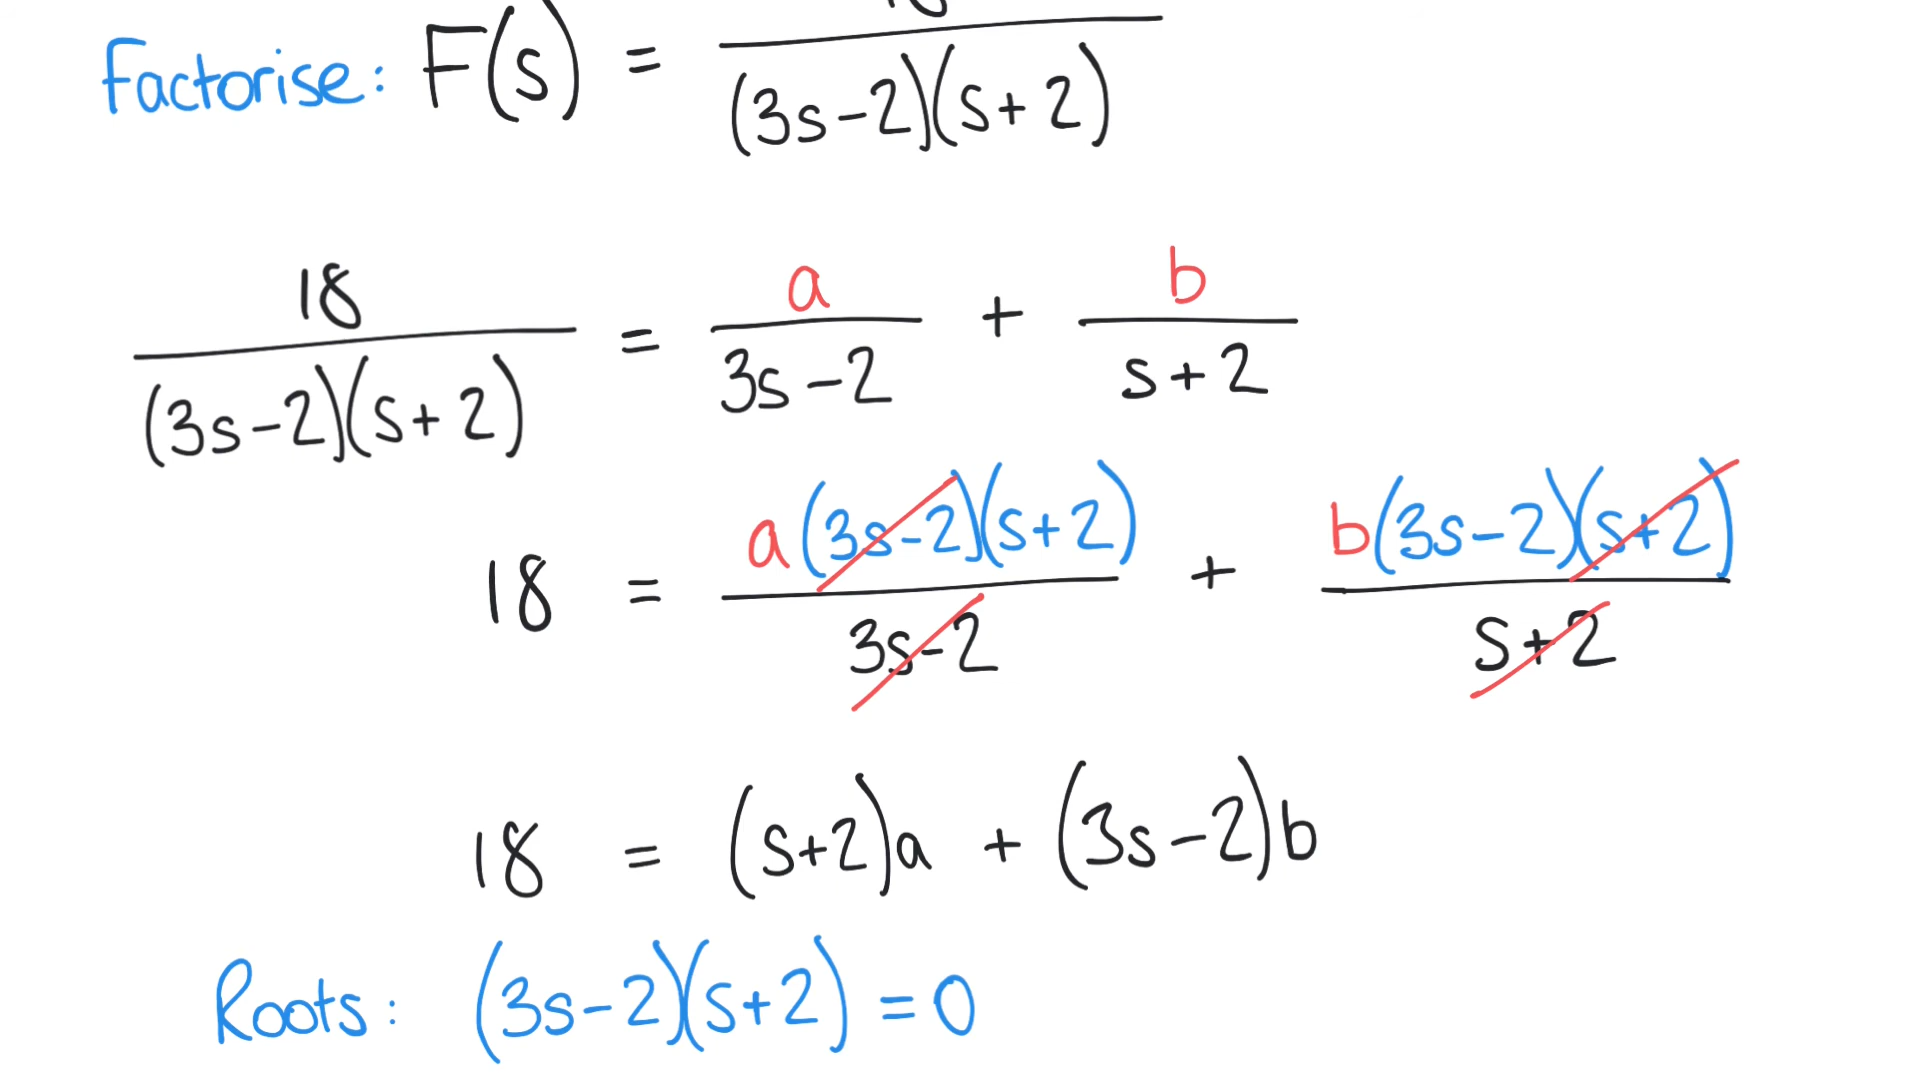 Factorise: F(s) = 18/((3s-2)(s+2))
18/((3s-2)(s+2)) = a/(3s-2) + b/(s+2)
18 = a(3s-2)(s+2)/(3s-2) + b(3s-2)(s+2)/(s+2)
18 = (s+2)a + (3s-2)b
Roots: (3s-2)(s+2) = 0